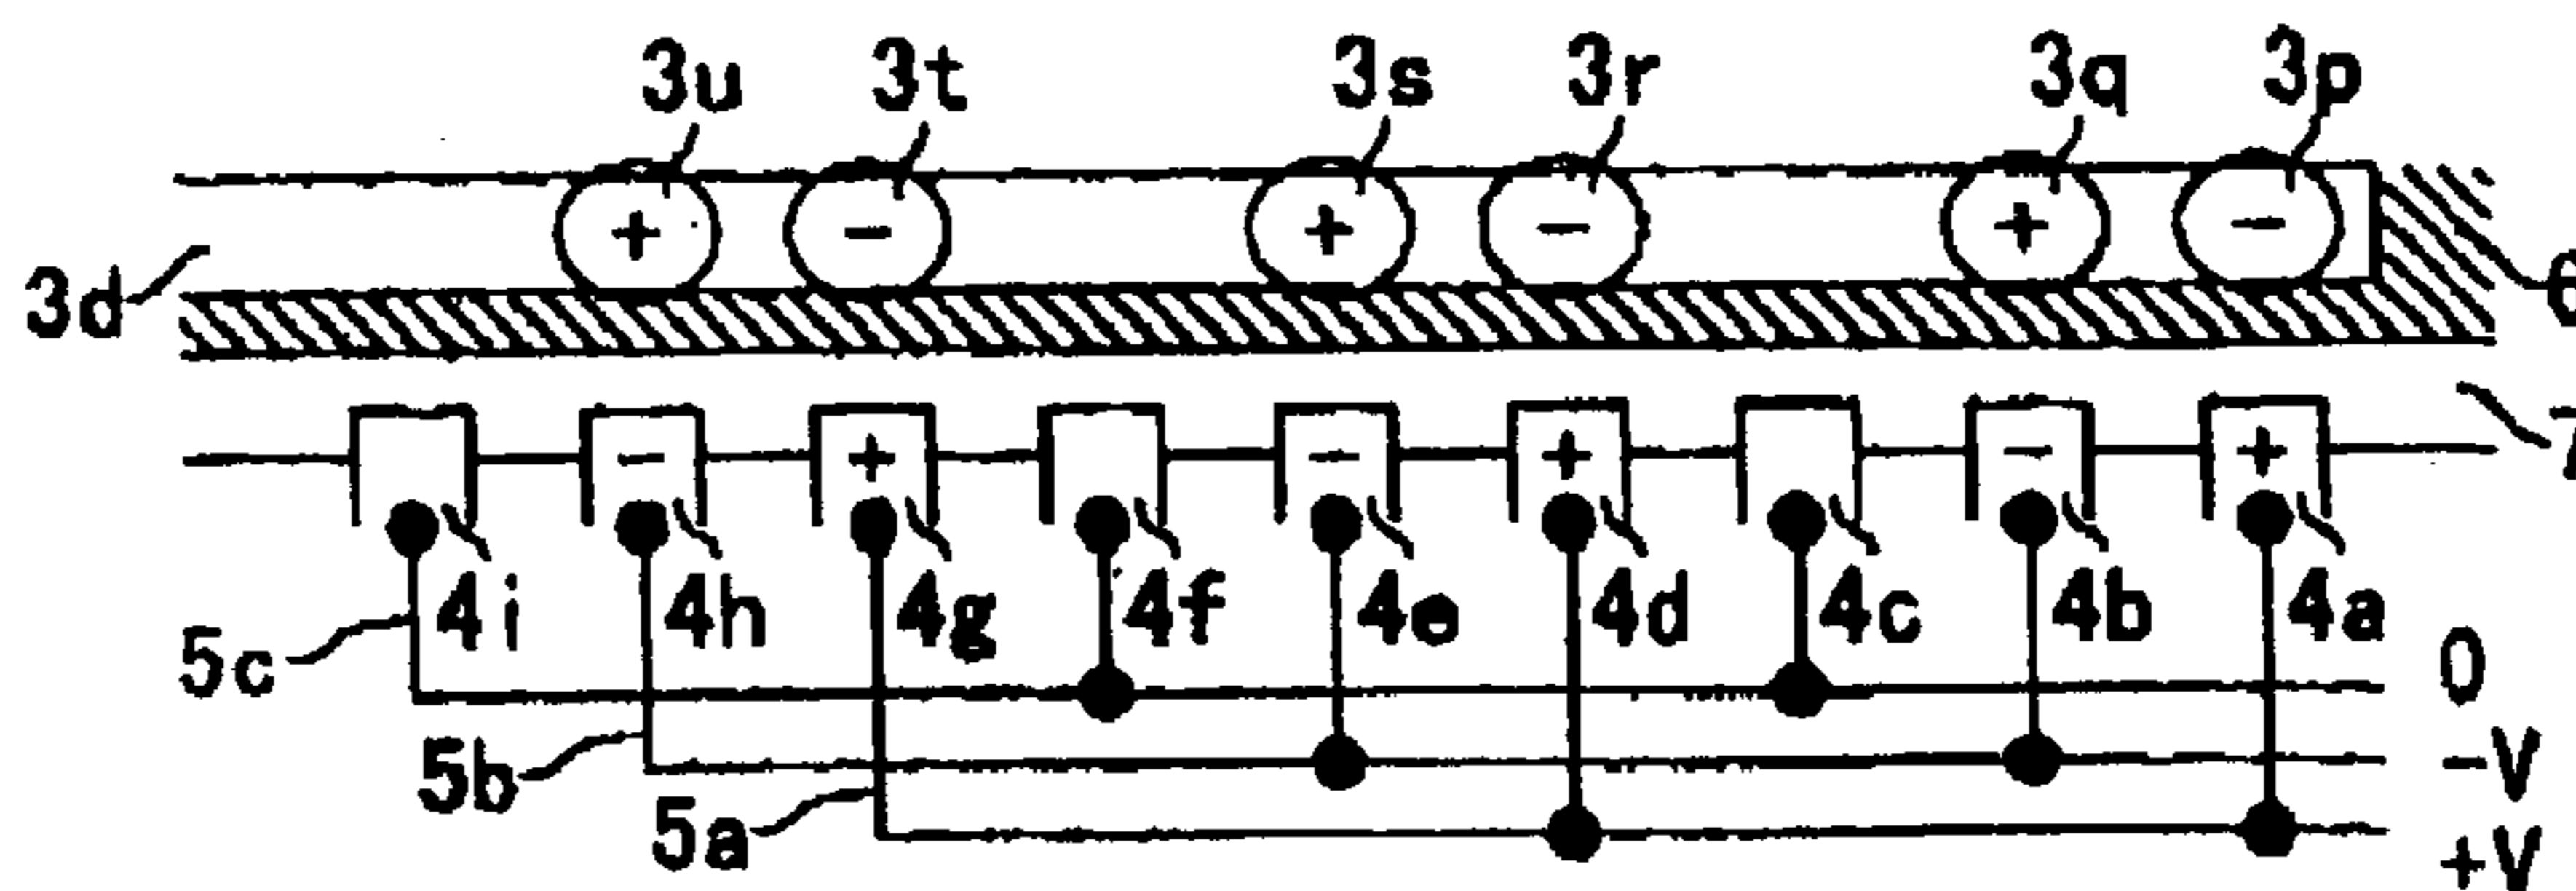 3u 3t 3s 3r 3q 3p
+ - + - + -
3d 6
- + - + - + 7
4i 4h 4g 4f 4e 4d 4c 4b 4a
5c 0
5b -V
5a +V